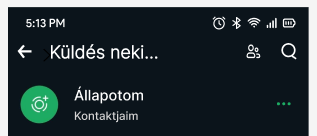 5:13 PM
Küldés neki...
Állapotom
Kontaktjaim